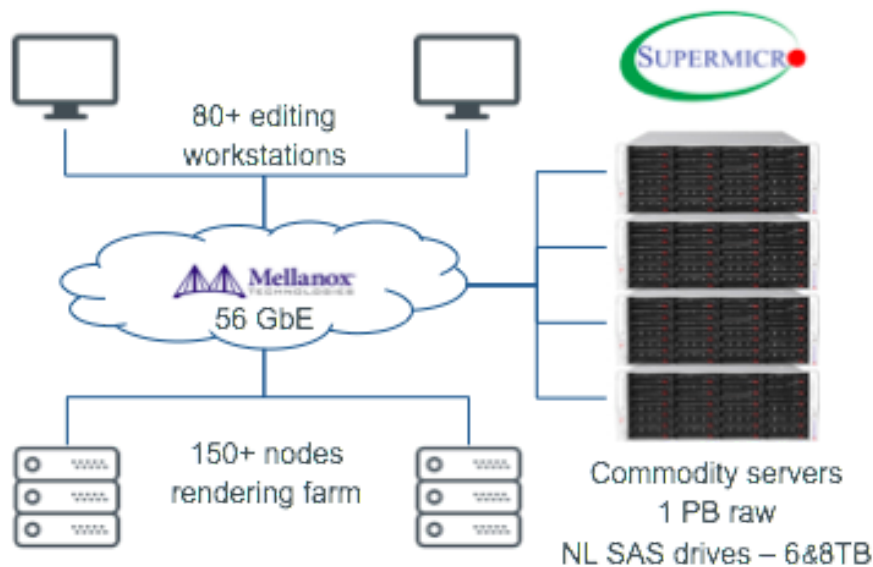 SUPERMICRO
80+ editing
workstations
Mellanox
TECHNOLOGIES
56 GbE
150+ nodes
rendering farm
Commodity servers
1 PB raw
NL SAS drives – 6&8TB